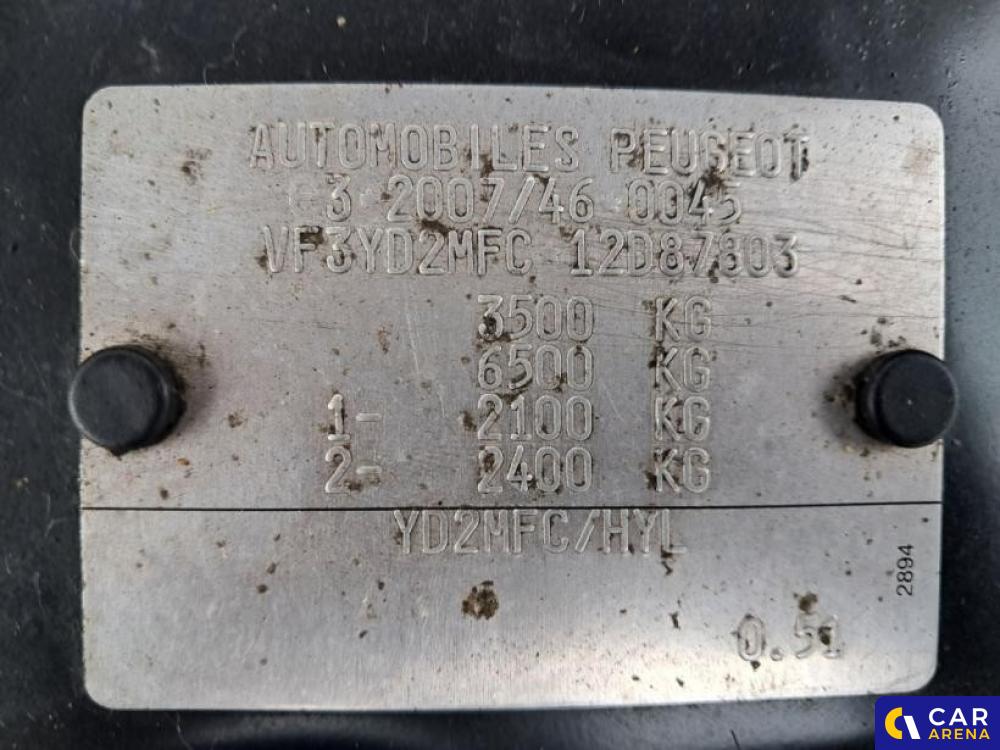 AUTOMOBILES PEUGEOT
e3 2007/46 0045
VF3YD2MFC 12D87803
3500 KG
6500 KG
1- 2100 KG
2- 2400 KG
YD2MFC/HYL
2894
0.51
CAR
ARENA